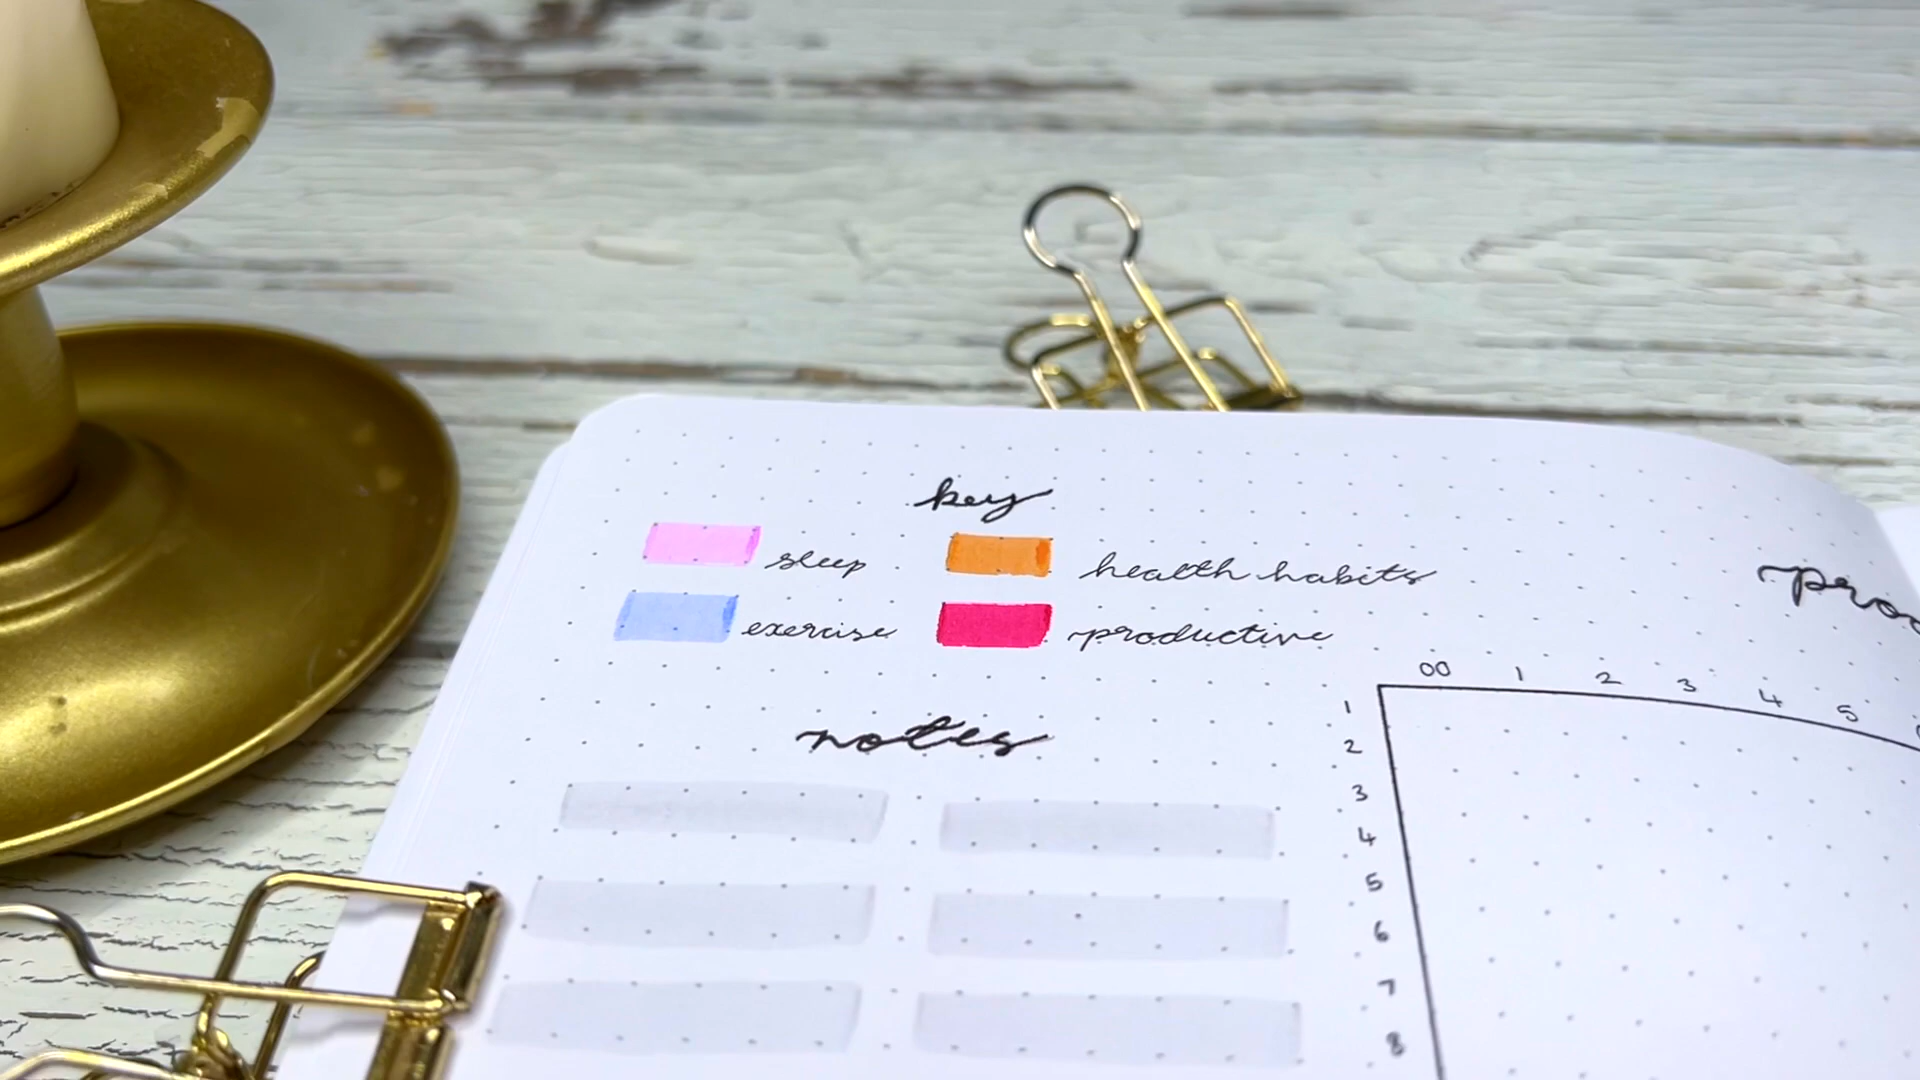 key
sleep
health habits
exercise
productive
notes
00 1 2 3 4 5
1
2
3
4
5
6
7
8